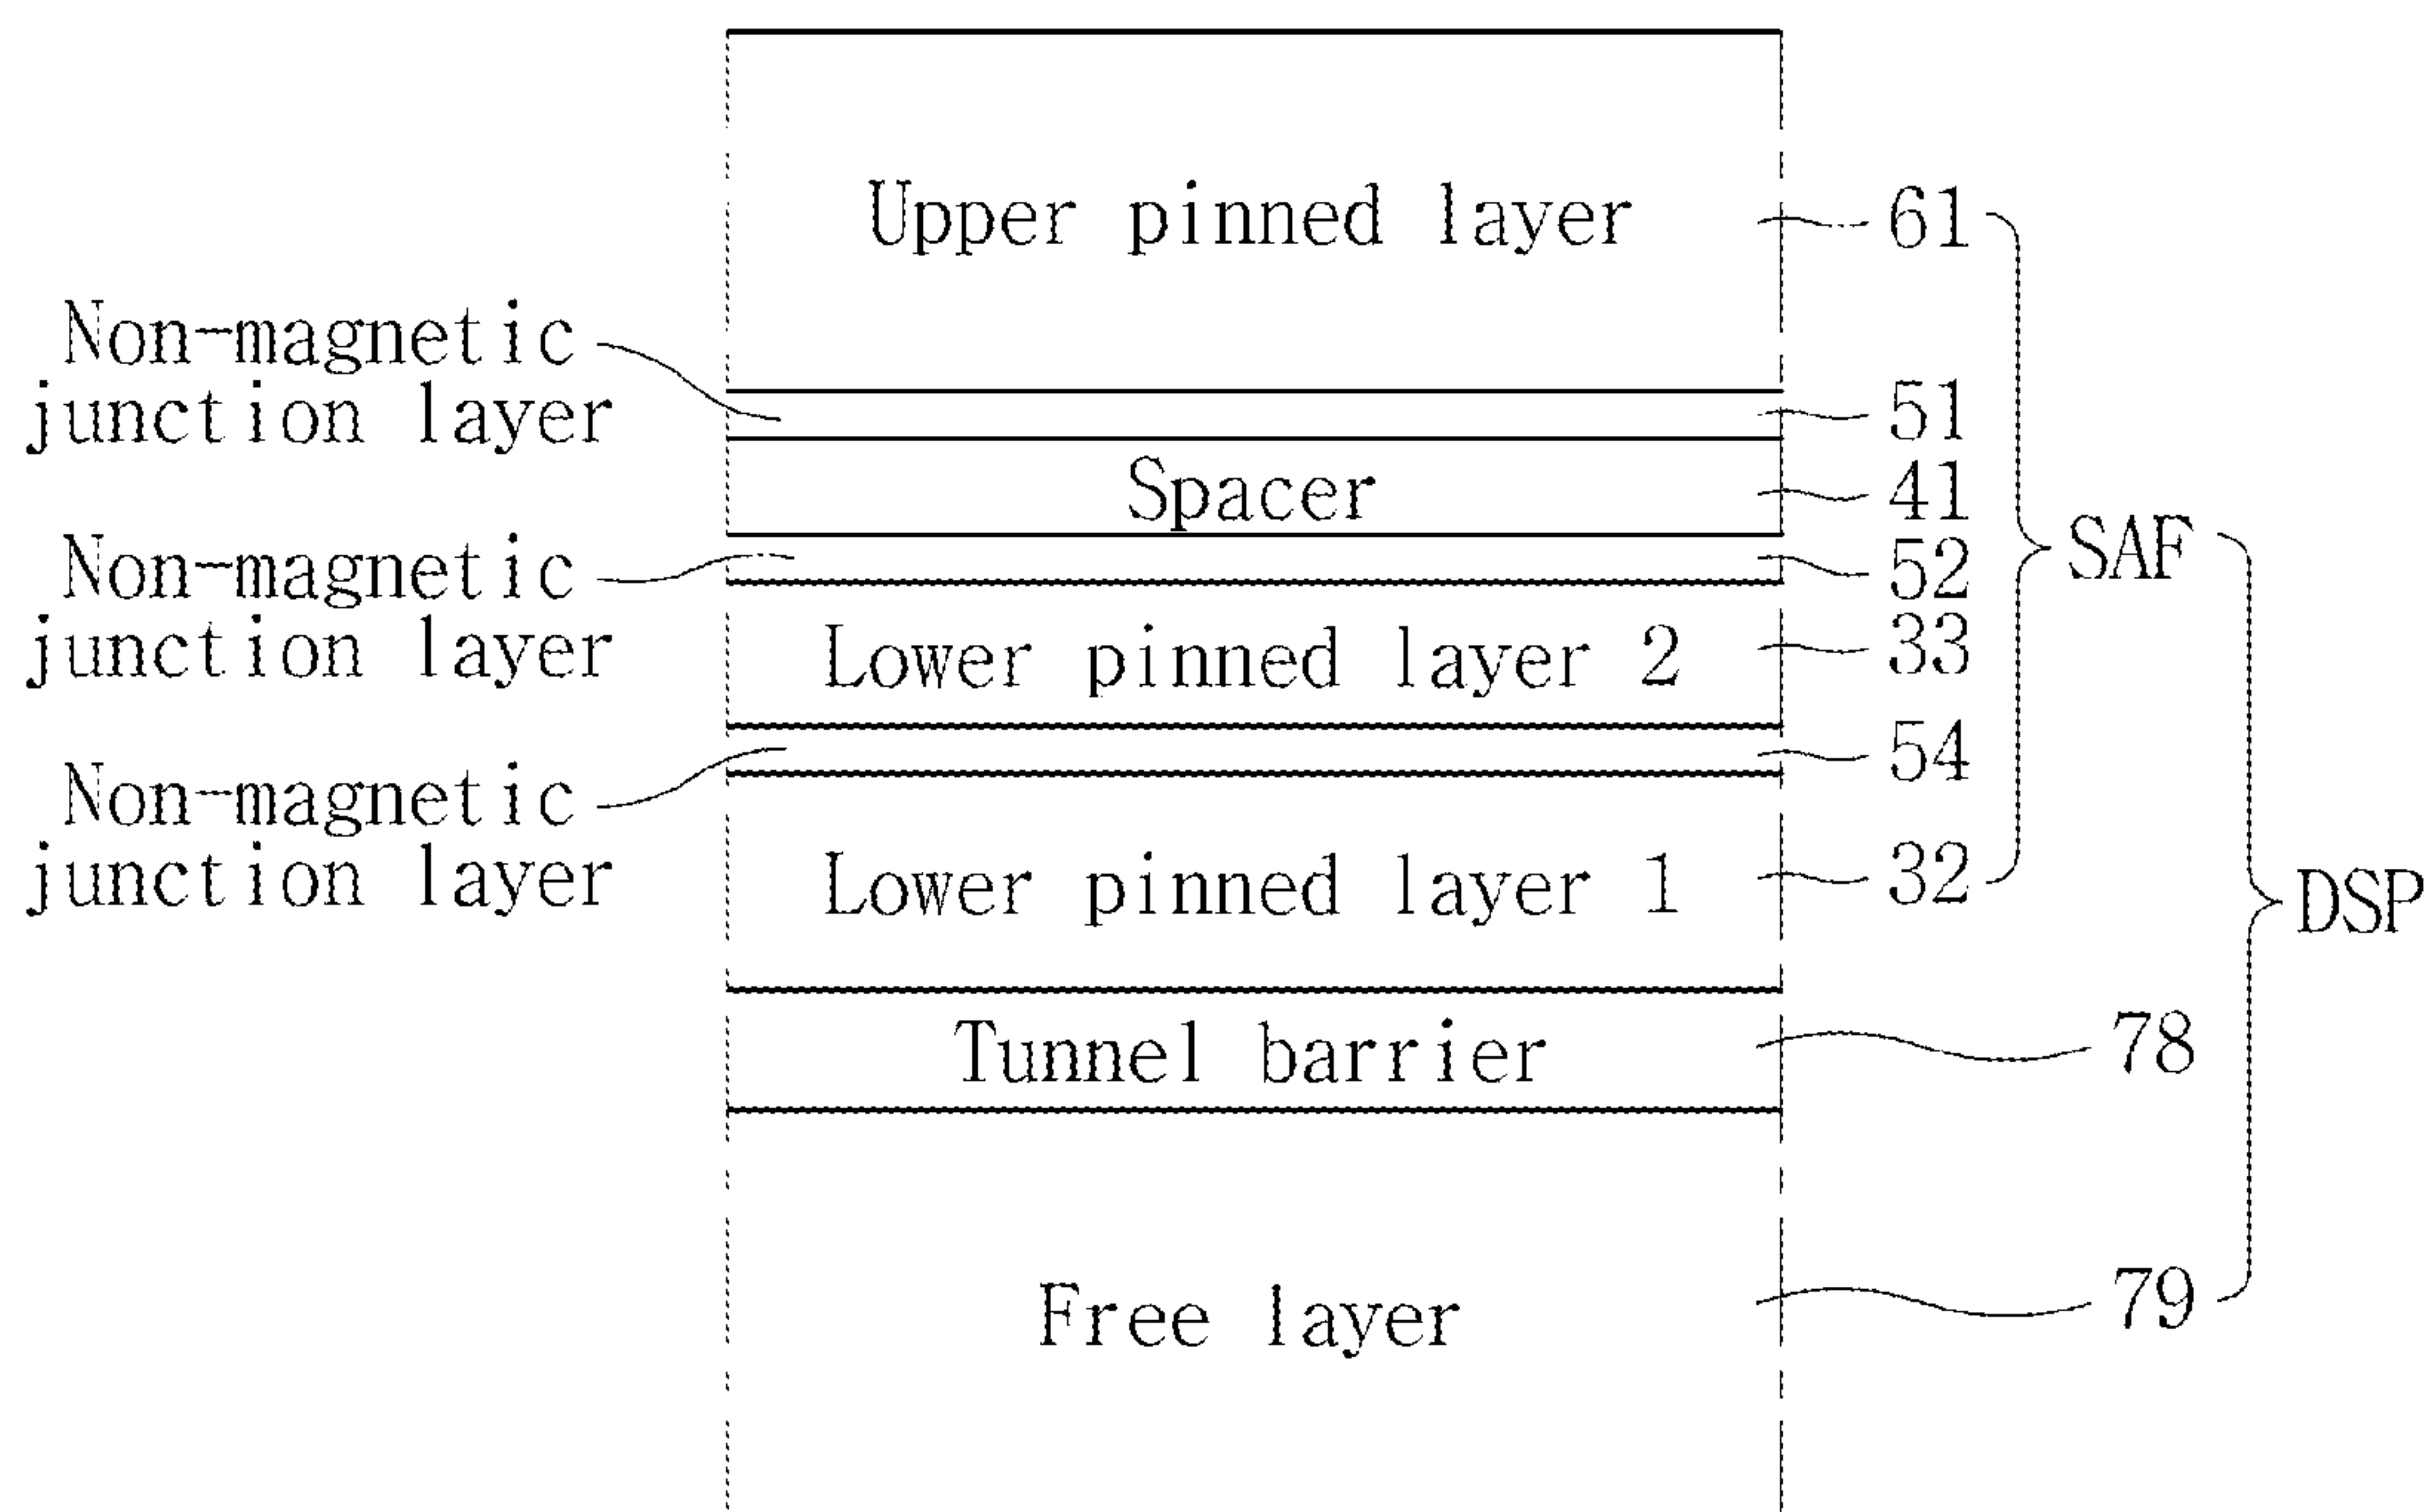 Upper pinned layer
61
Non-magnetic
junction layer
51
Spacer
41
SAF
Non-magnetic
junction layer
52
Lower pinned layer 2
33
54
Non-magnetic
junction layer
Lower pinned layer 1
32
DSP
Tunnel barrier
78
Free layer
79